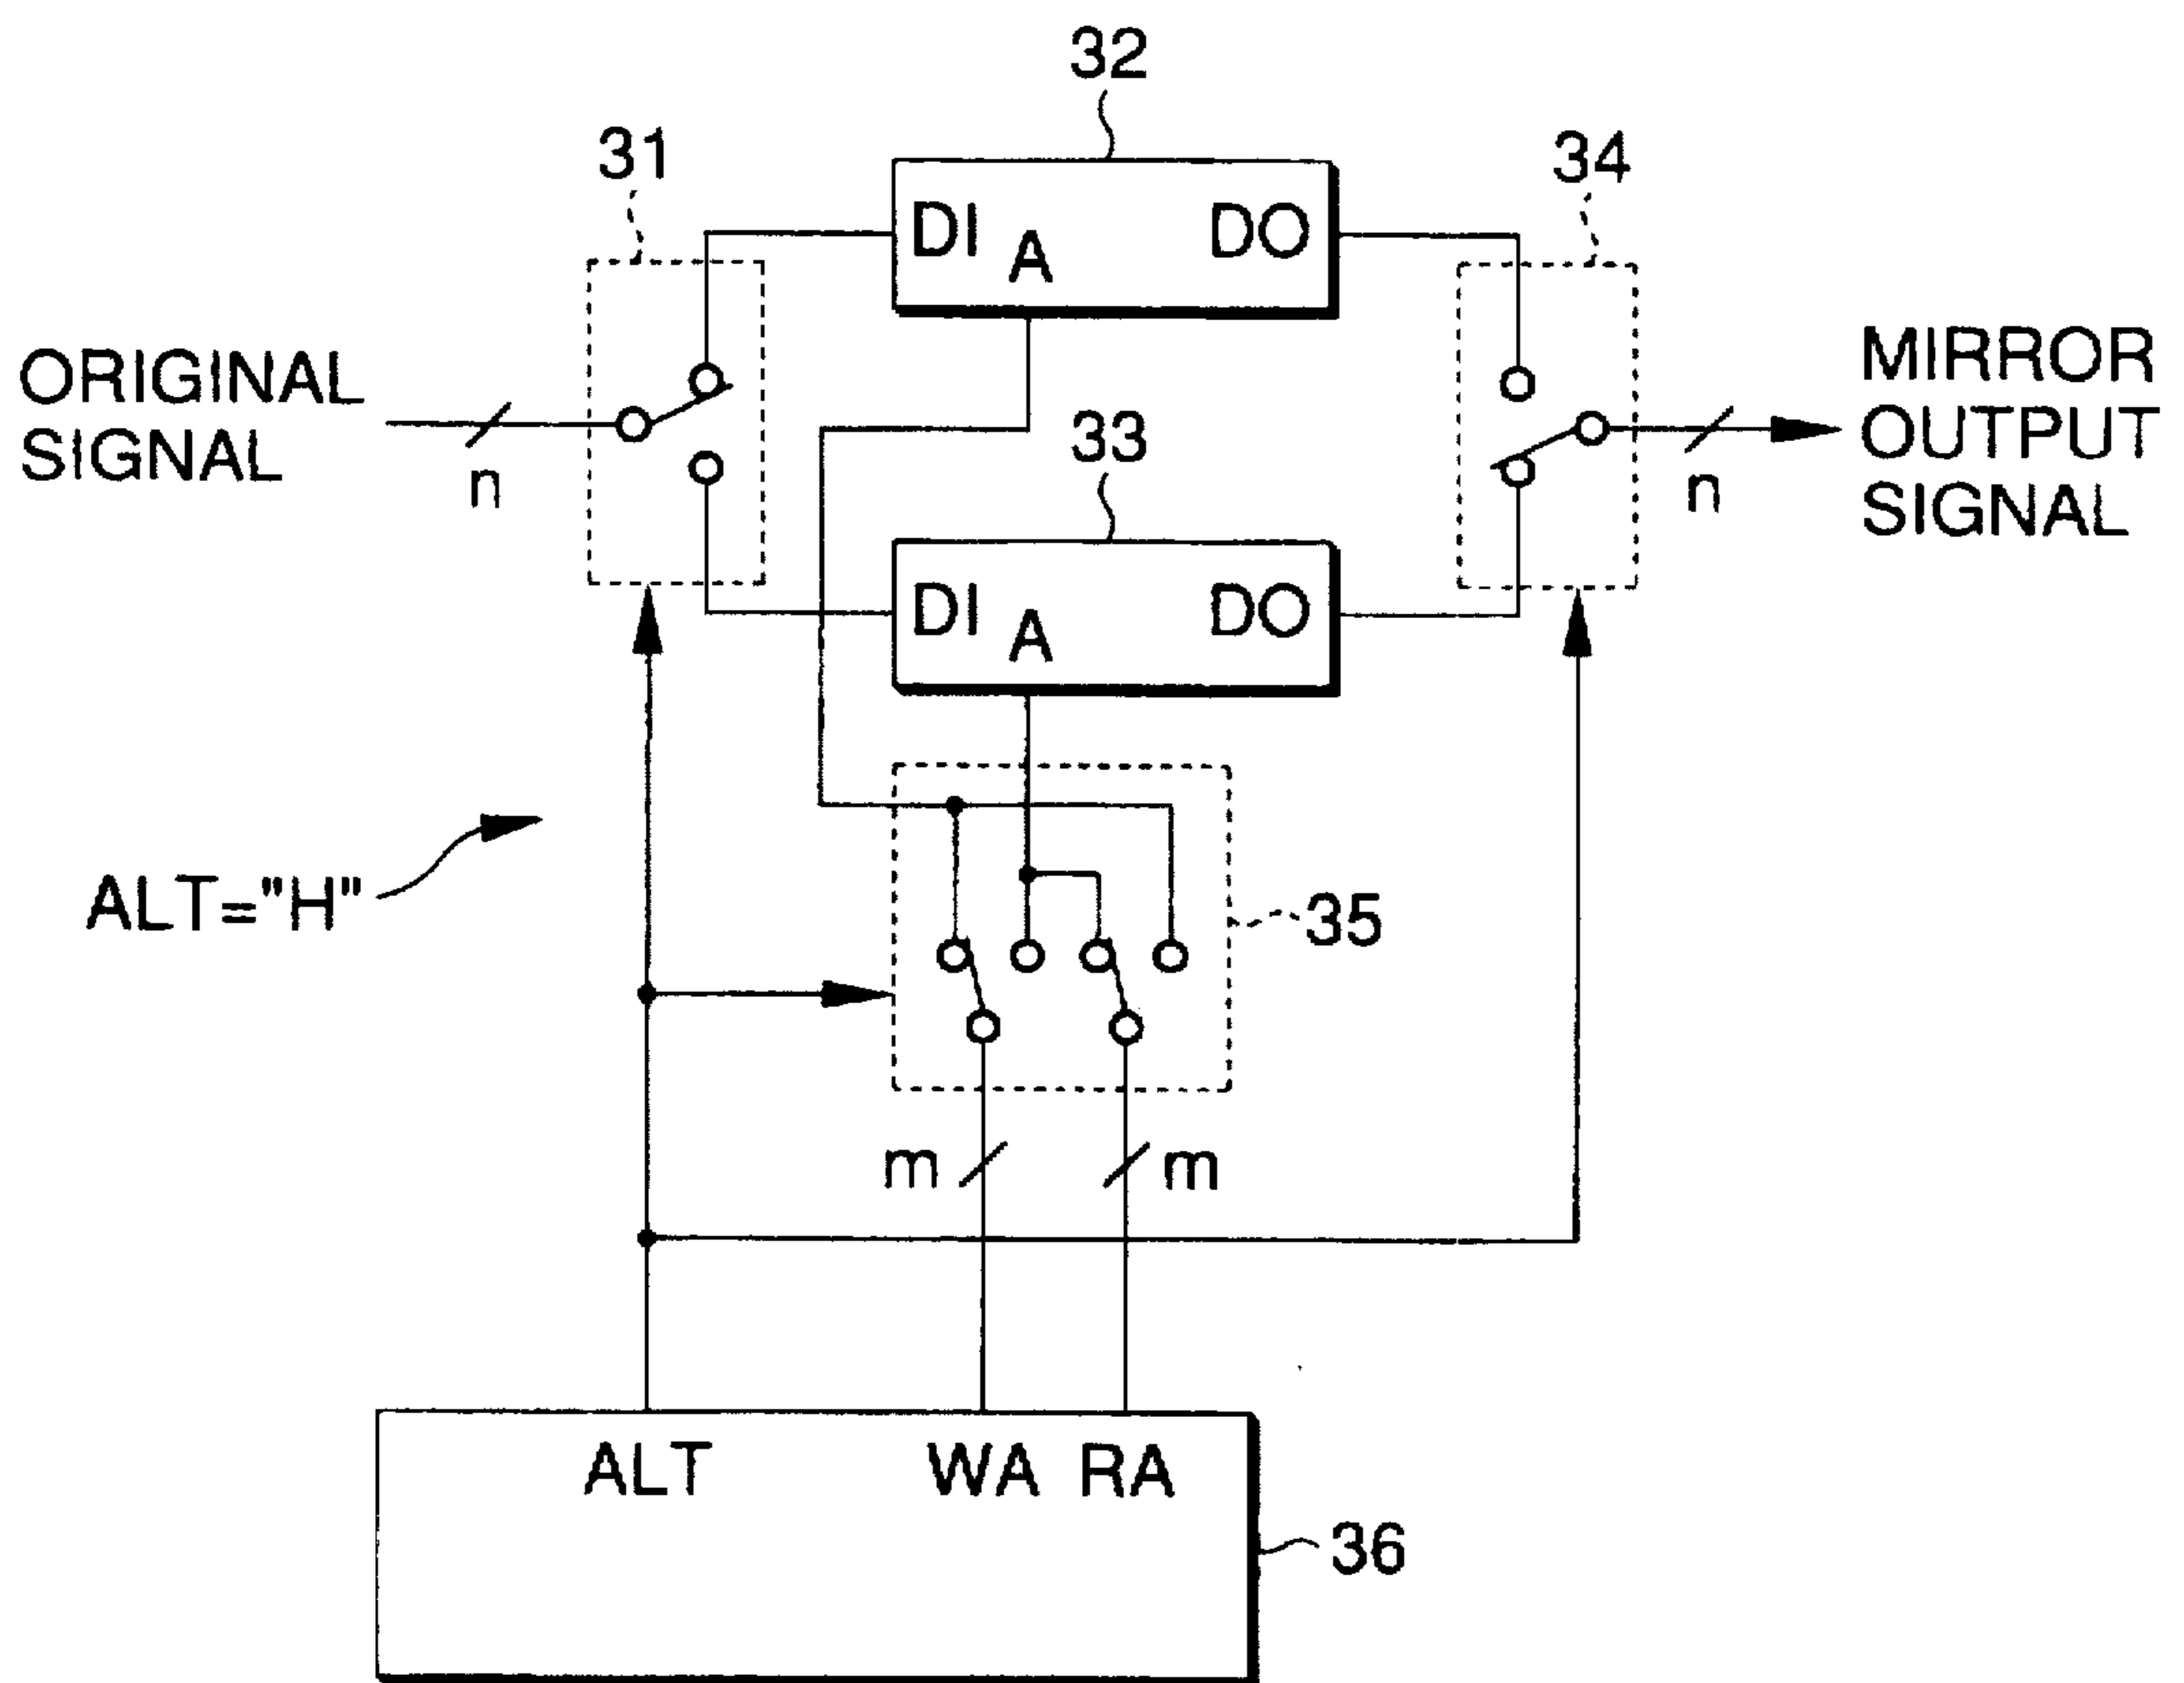 32
31
34
DI A DO
ORIGINAL
SIGNAL
n
MIRROR
OUTPUT
SIGNAL
n
33
DI A DO
ALT="H"
35
m m
ALT WA RA
36